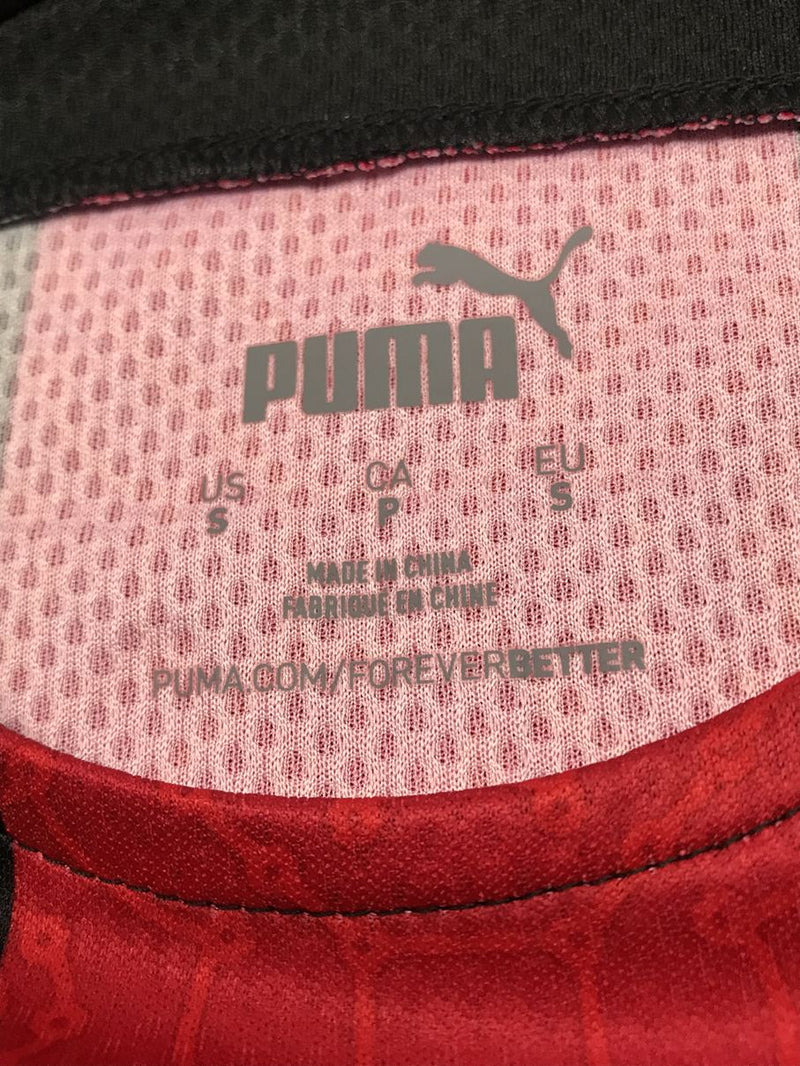 PUMA
US CA EU
S P S
MADE IN CHINA
FABRIQUÉ EN CHINE
PUMA.COM/FOREVERBETTER